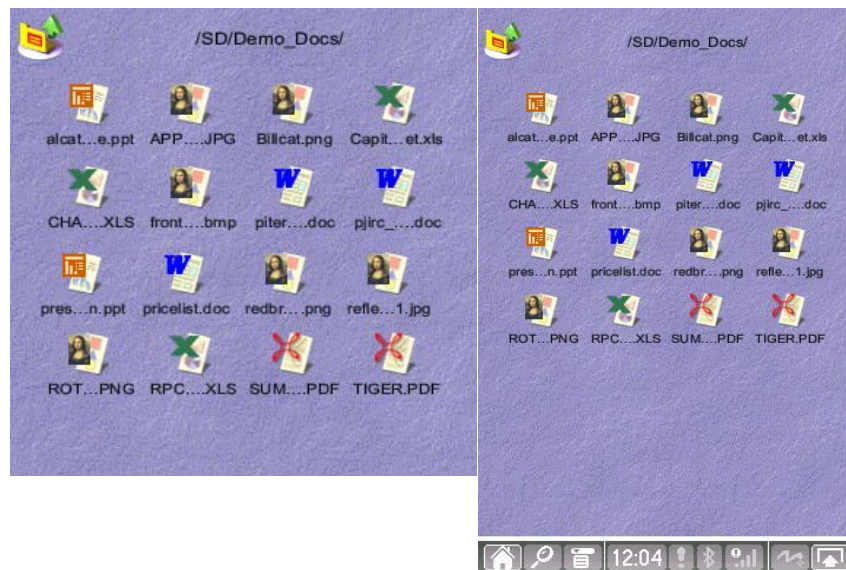 /SD/Demo_Docs/
alcat...e.ppt APP....JPG Billcat.png Capit...et.xls
CHA....XLS front....bmp piter....doc pjirc_....doc
pres...n.ppt pricelist.doc redbr....png refle...1.jpg
ROT...PNG RPC....XLS SUM....PDF TIGER.PDF
/SD/Demo_Docs/
alcat...e.ppt APP....JPG Billcat.png Capit...et.xls
CHA....XLS front....bmp piter....doc pjirc_....doc
pres...n.ppt pricelist.doc redbr....png refle...1.jpg
ROT...PNG RPC....XLS SUM....PDF TIGER.PDF
12:04